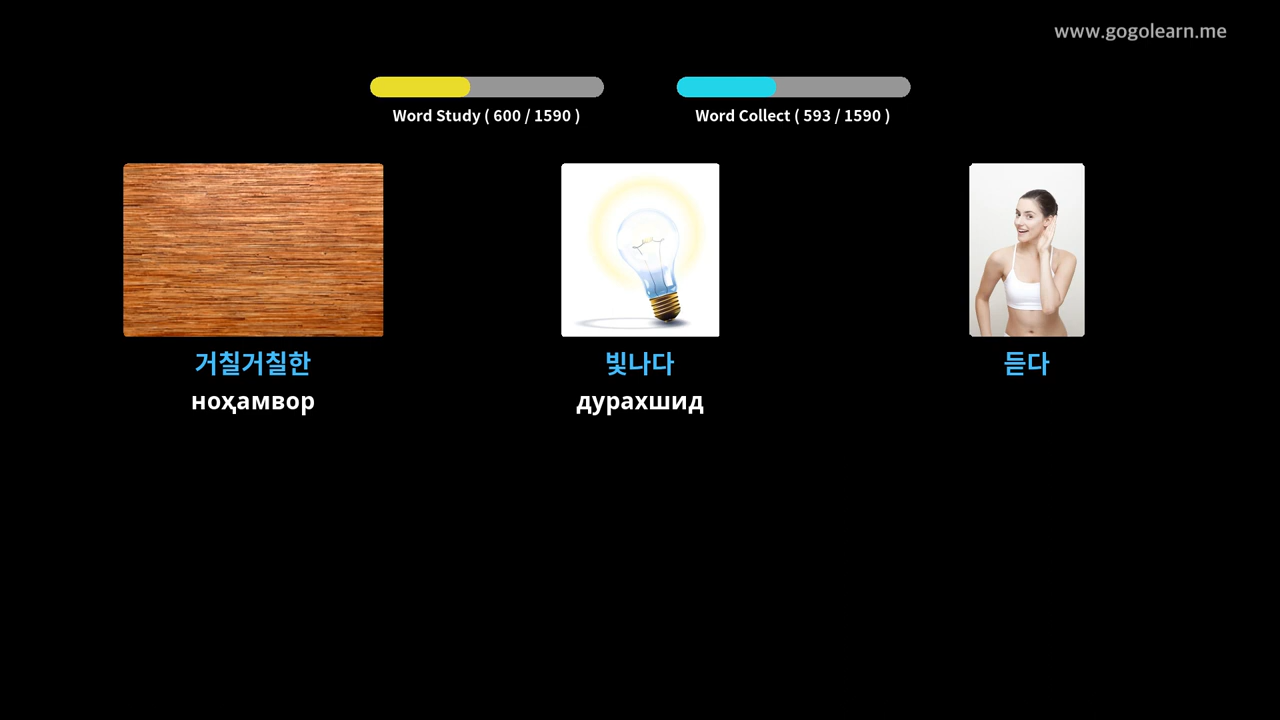 www.gogolearn.me
Word Study ( 600 / 1590 )
Word Collect ( 593 / 1590 )
거칠거칠한
ноҳамвор
빛나다
дурахшид
듣다